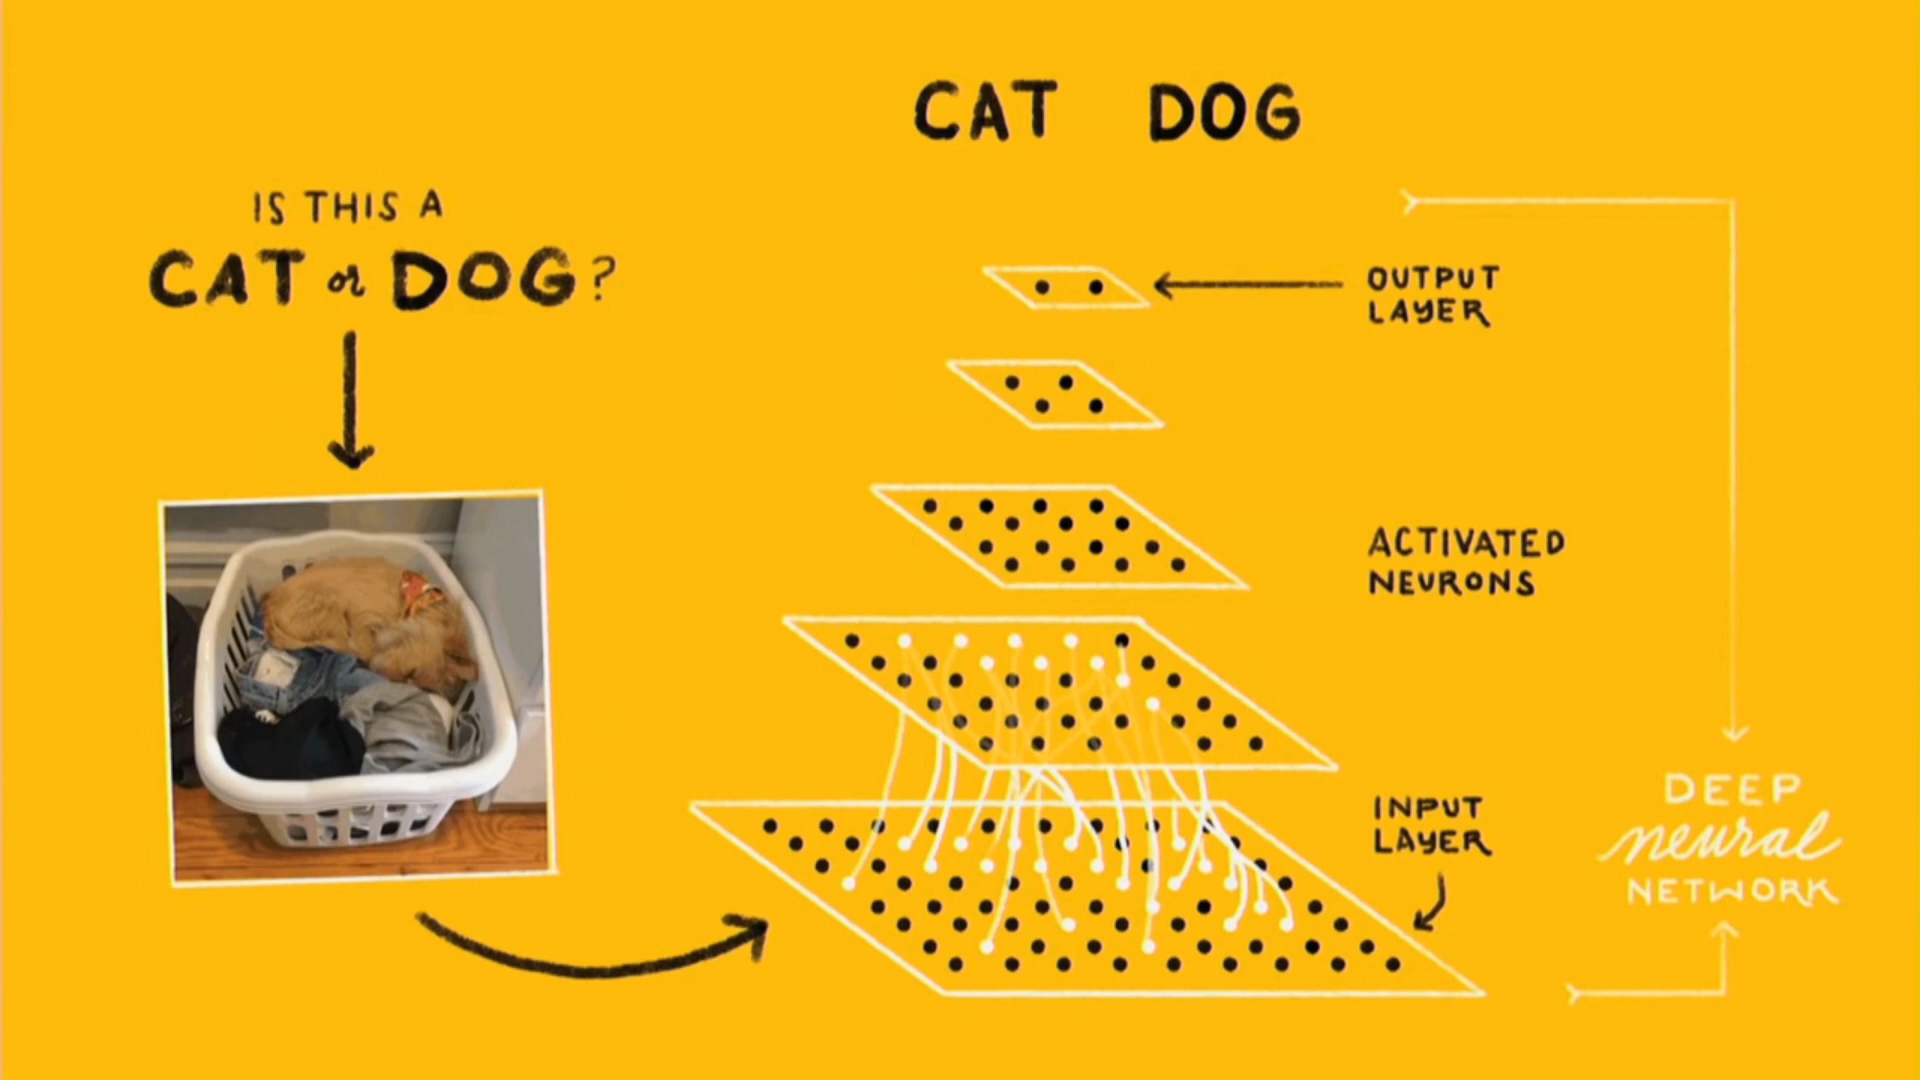 CAT DOG
IS THIS A
CAT or DOG?
OUTPUT
LAYER
ACTIVATED
NEURONS
INPUT
LAYER
DEEP
neural
NETWORK